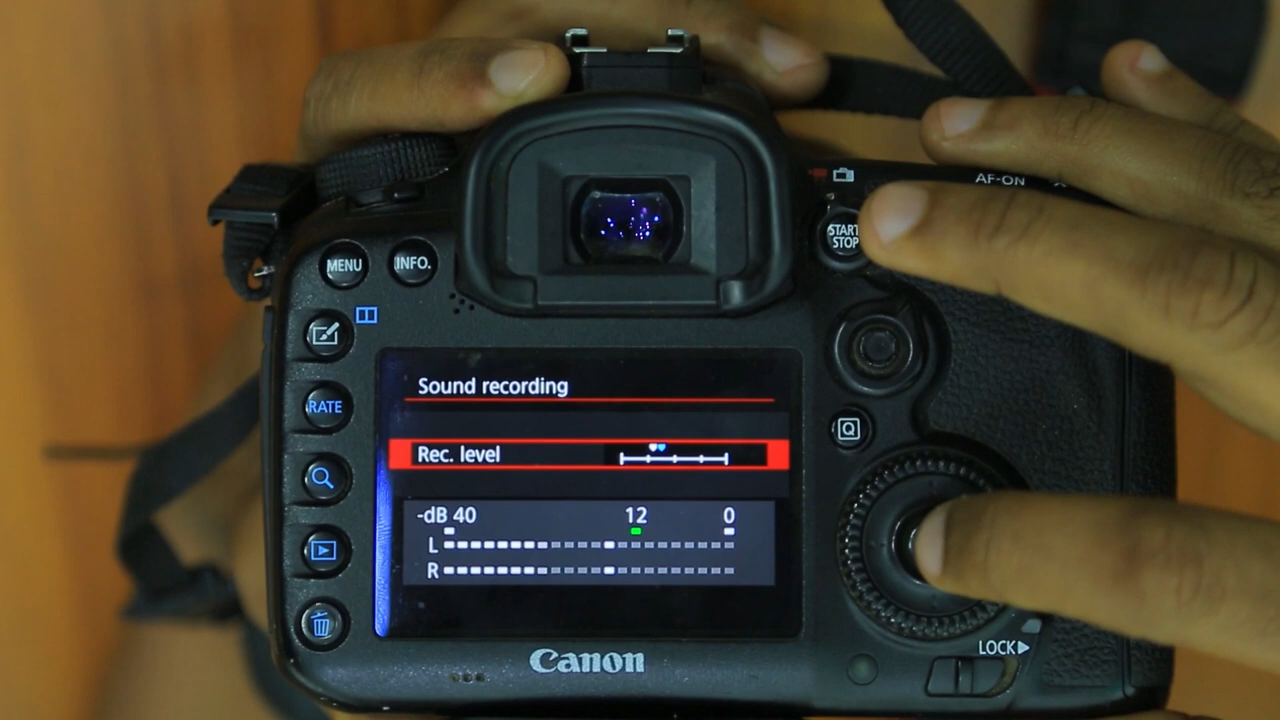 AF-ON
START
STOP
MENU
INFO.
RATE
Q
Sound recording
Rec. level
-dB 40 12 0
L
R
Canon
LOCK